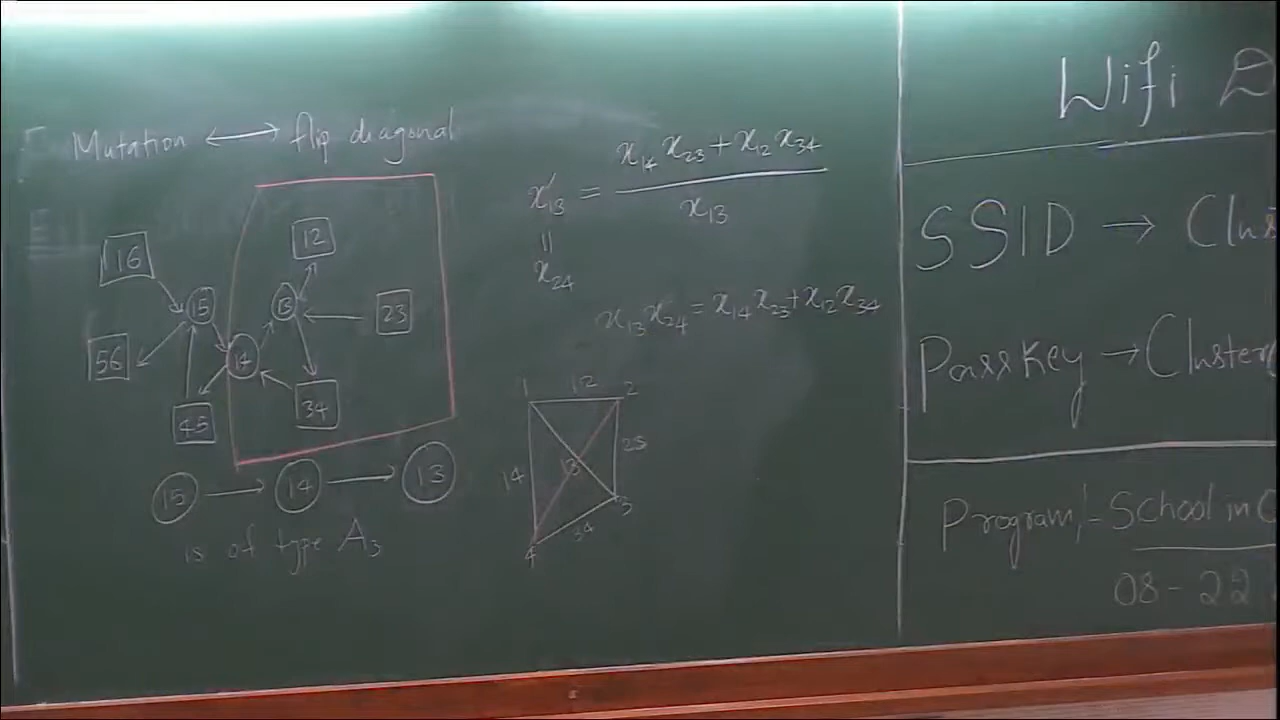 Mutation ⟷ flip diagonal
16
15
56
14
45
12
13
23
34
15 → 14 → 13
is of type A₃
x′₁₃ = (x₁₄ x₂₃ + x₁₂ x₃₄) / x₁₃
=
x₂₄
x₁₃ x₂₄ = x₁₄ x₂₃ + x₁₂ x₃₄
1 12 2
14 13 23
3
34
4
Wifi
SSID →
PassKey → Cluster
Program:- School in
08-22